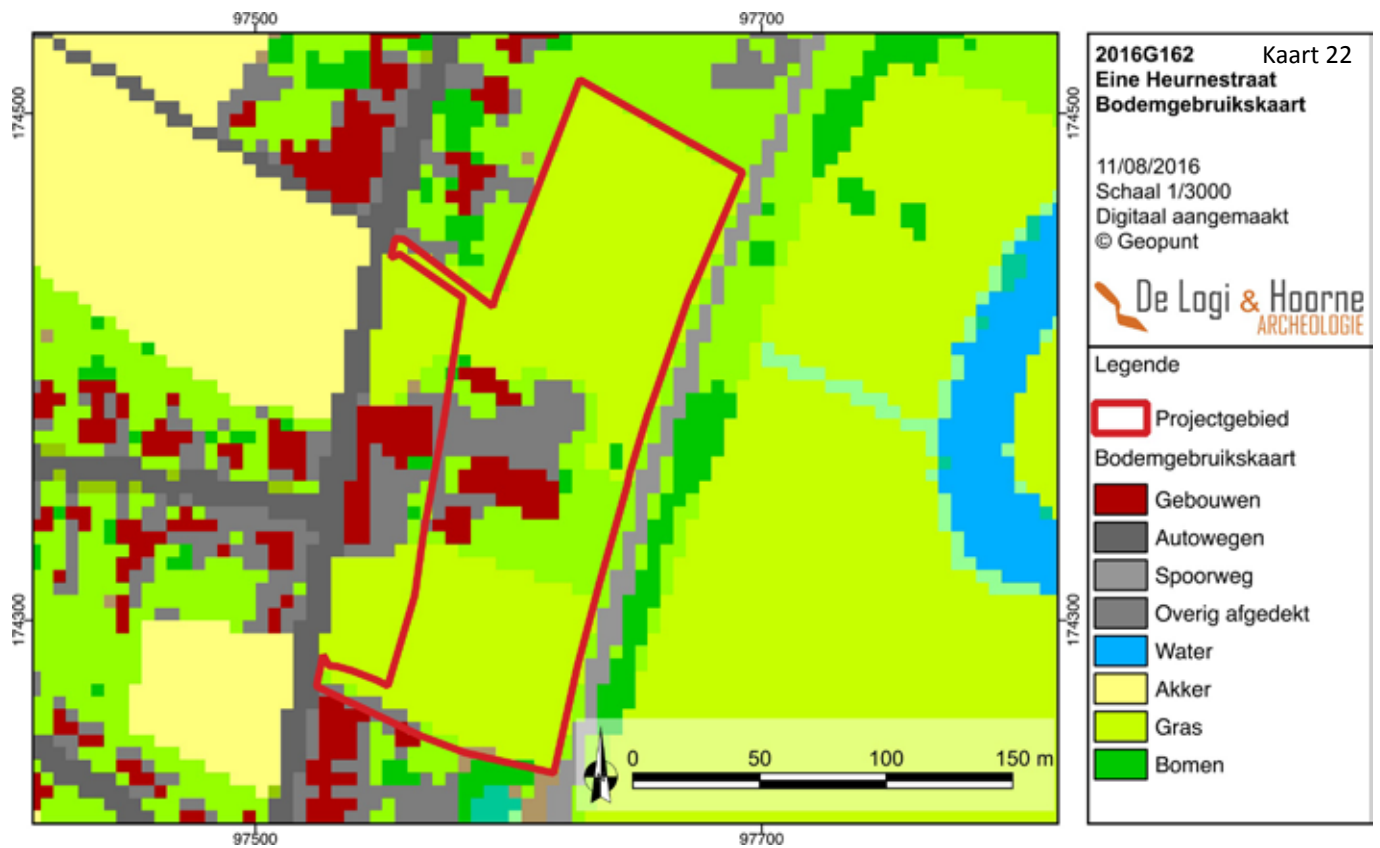 97500
97700
174500
174500
174300
174300
97500
97700
0 50 100 150 m
2016G162 Kaart 22
Eine Heurnestraat
Bodemgebruikskaart
11/08/2016
Schaal 1/3000
Digitaal aangemaakt
© Geopunt
De Logi & Hoorne
ARCHEOLOGIE
Legende
Projectgebied
Bodemgebruikskaart
Gebouwen
Autowegen
Spoorweg
Overig afgedekt
Water
Akker
Gras
Bomen